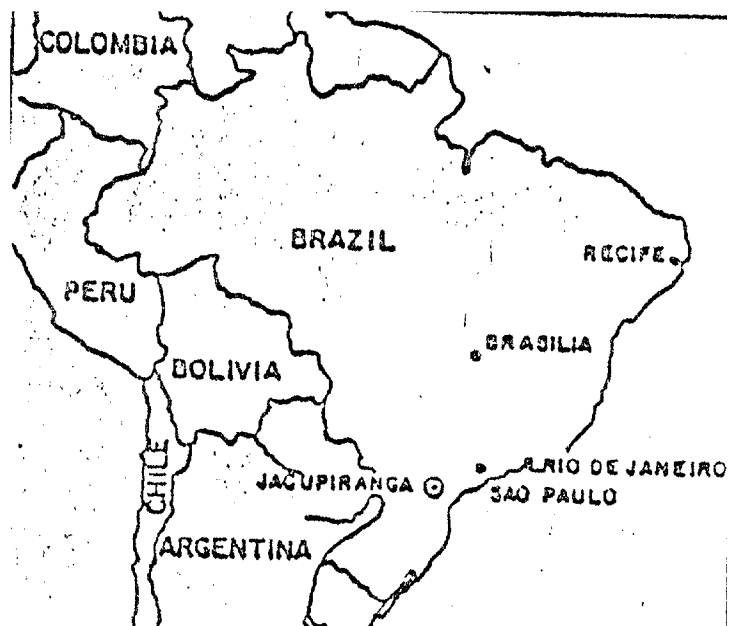 COLOMBIA
BRAZIL
RECIFE
PERU
BRASILIA
BOLIVIA
CHILE
RIO DE JANEIRO
JACUPIRANGA
SAO PAULO
ARGENTINA